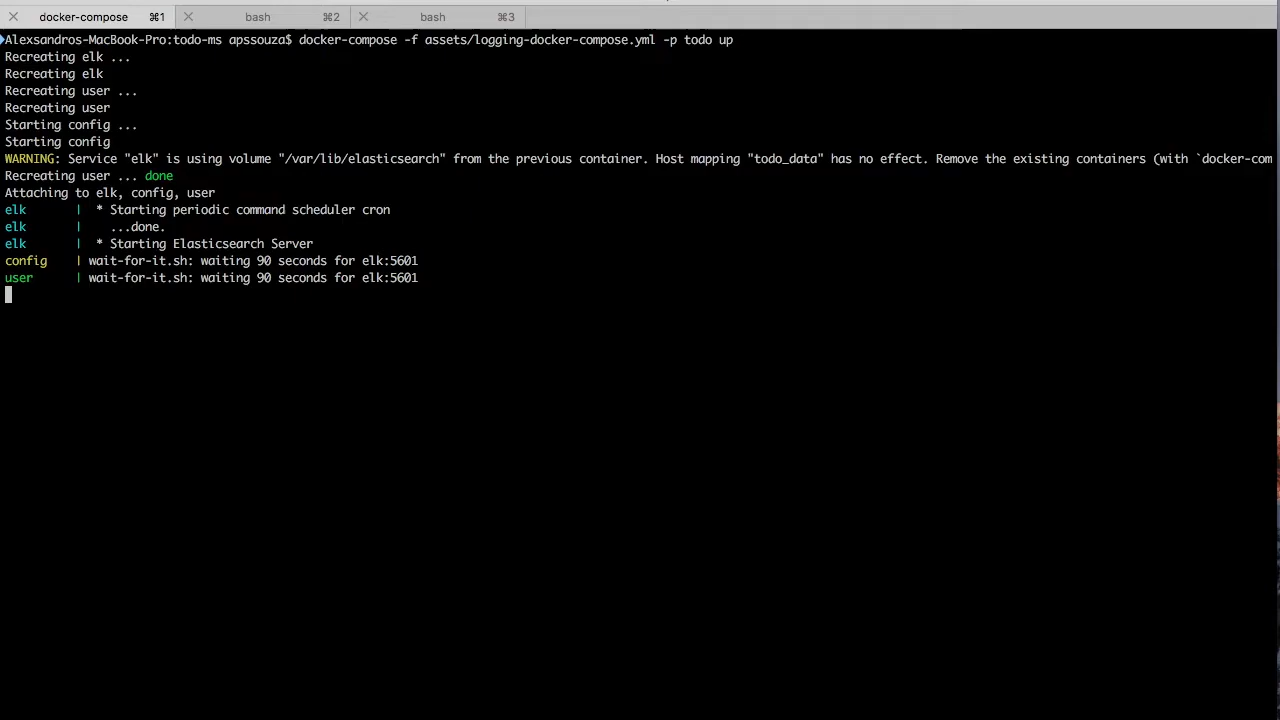 docker-compose ⌘1 bash ⌘2 bash ⌘3
Alexsandros-MacBook-Pro:todo-ms apssouza$ docker-compose -f assets/logging-docker-compose.yml -p todo up
Recreating elk ...
Recreating elk
Recreating user ...
Recreating user
Starting config ...
Starting config
WARNING: Service "elk" is using volume "/var/lib/elasticsearch" from the previous container. Host mapping "todo_data" has no effect. Remove the existing containers (with `docker-com
Recreating user ... done
Attaching to elk, config, user
elk | * Starting periodic command scheduler cron
elk | ...done.
elk | * Starting Elasticsearch Server
config | wait-for-it.sh: waiting 90 seconds for elk:5601
user | wait-for-it.sh: waiting 90 seconds for elk:5601